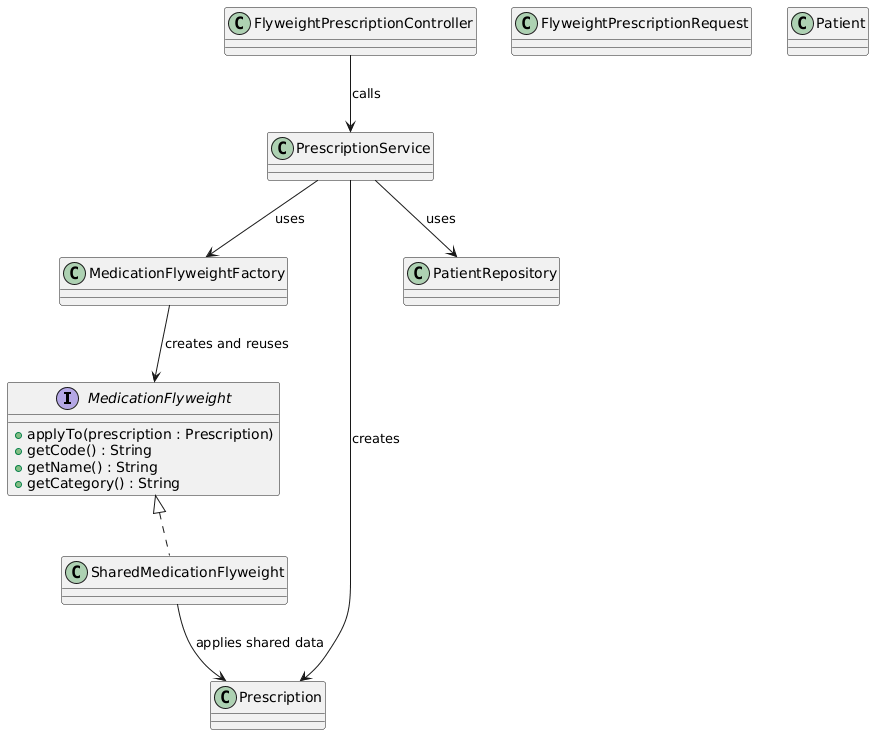 C FlyweightPrescriptionController
C FlyweightPrescriptionRequest
C Patient
calls
C PrescriptionService
uses
uses
C MedicationFlyweightFactory
C PatientRepository
creates and reuses
I MedicationFlyweight
applyTo(prescription : Prescription)
getCode() : String
getName() : String
getCategory() : String
creates
C SharedMedicationFlyweight
applies shared data
C Prescription